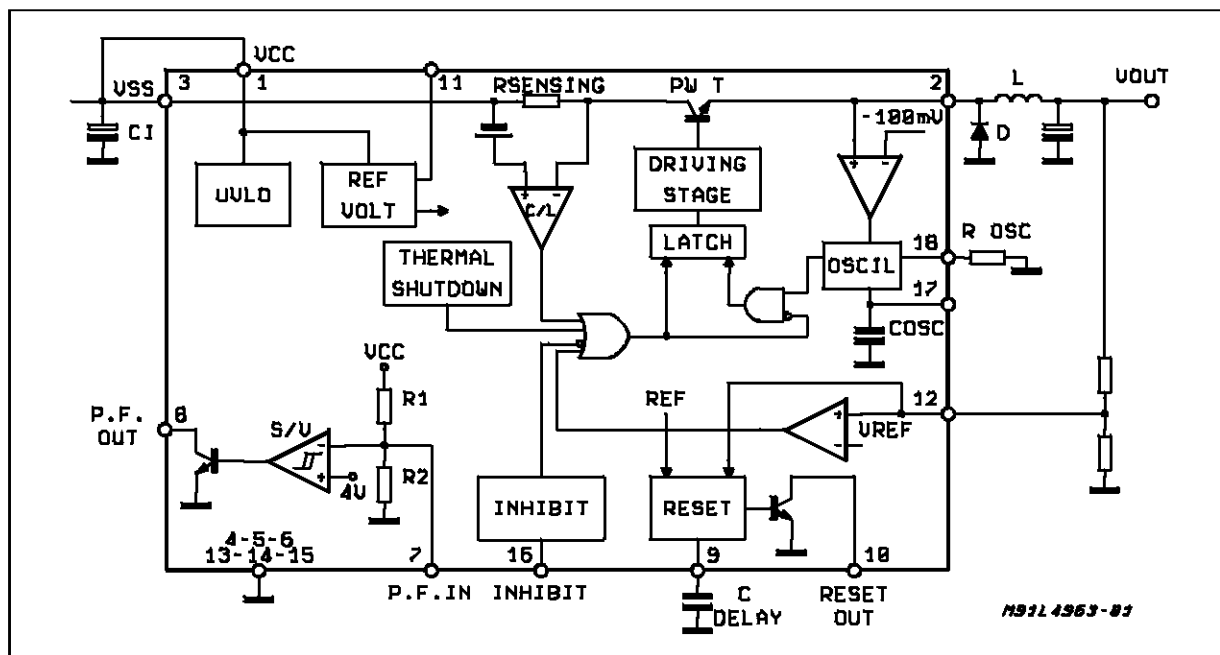 VCC
3
1
11
RSENSING
PW T
2
L
VOUT
VSS
CI
-100mV
D
+ -
UVLO
REF
VOLT
+ -
C/L
DRIVING
STAGE
LATCH
OSCIL
18
R OSC
17
COSC
THERMAL
SHUTDOWN
VCC
R1
P.F.
OUT
8
S/V
-
+
4V
R2
REF
12
+
VREF
-
INHIBIT
RESET
4-5-6
13-14-15
7
16
9
10
P.F.IN
INHIBIT
C
DELAY
RESET
OUT
M91L4963-01